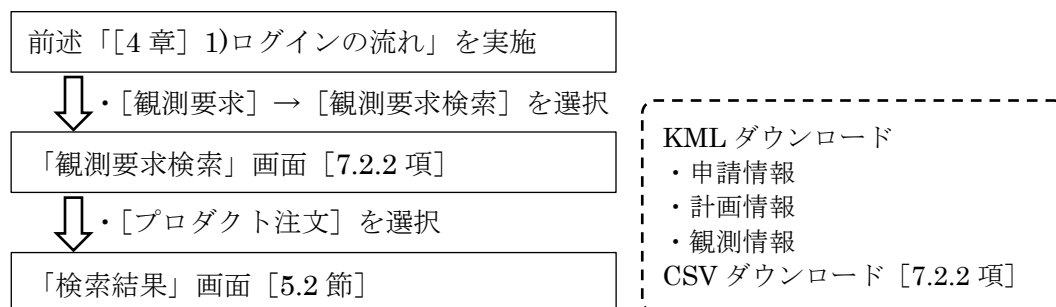 前述「[4 章] 1)ログインの流れ」を実施
・［観測要求］→［観測要求検索］を選択
「観測要求検索」画面［7.2.2 項］
・［プロダクト注文］を選択
「検索結果」画面［5.2 節］
KML ダウンロード
・申請情報
・計画情報
・観測情報
CSV ダウンロード［7.2.2 項］